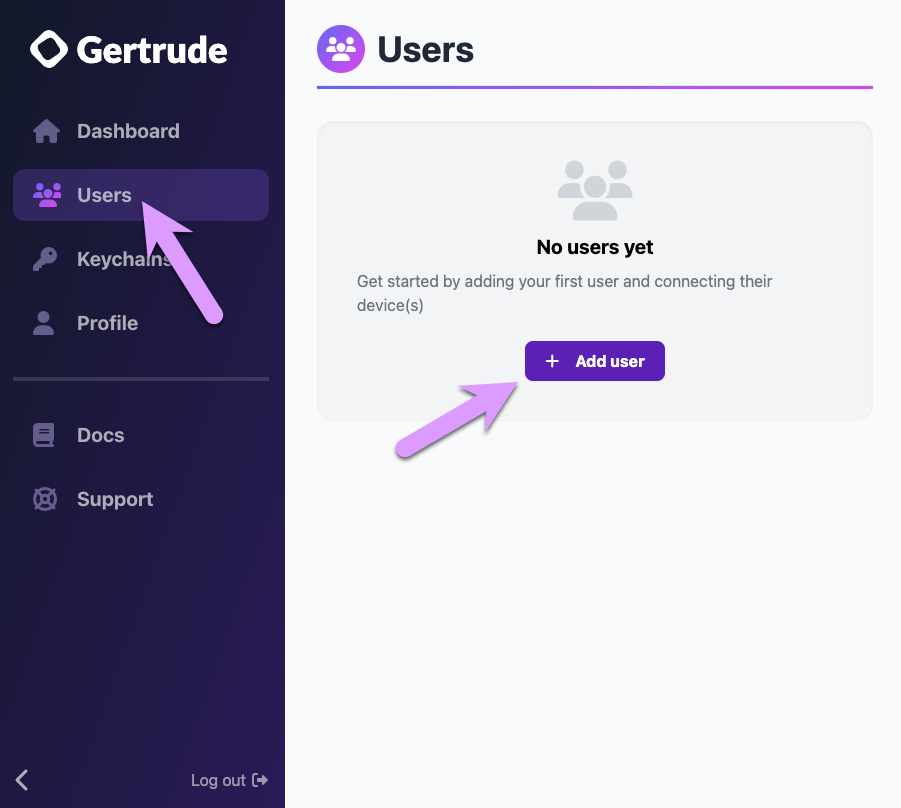 Gertrude
Dashboard
Users
Keychains
Profile
Docs
Support
Log out
Users
No users yet
Get started by adding your first user and connecting their
device(s)
+ Add user